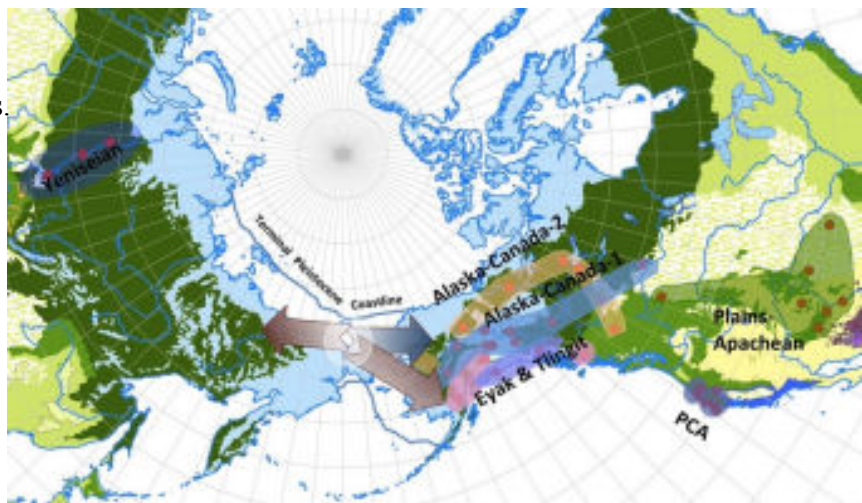 s.
Yeniseian
Terminal Pleistocene Coastline
Alaska-Canada-2
Alaska-Canada-1
Eyak & Tlingit
Plains-
Apachean
PCA